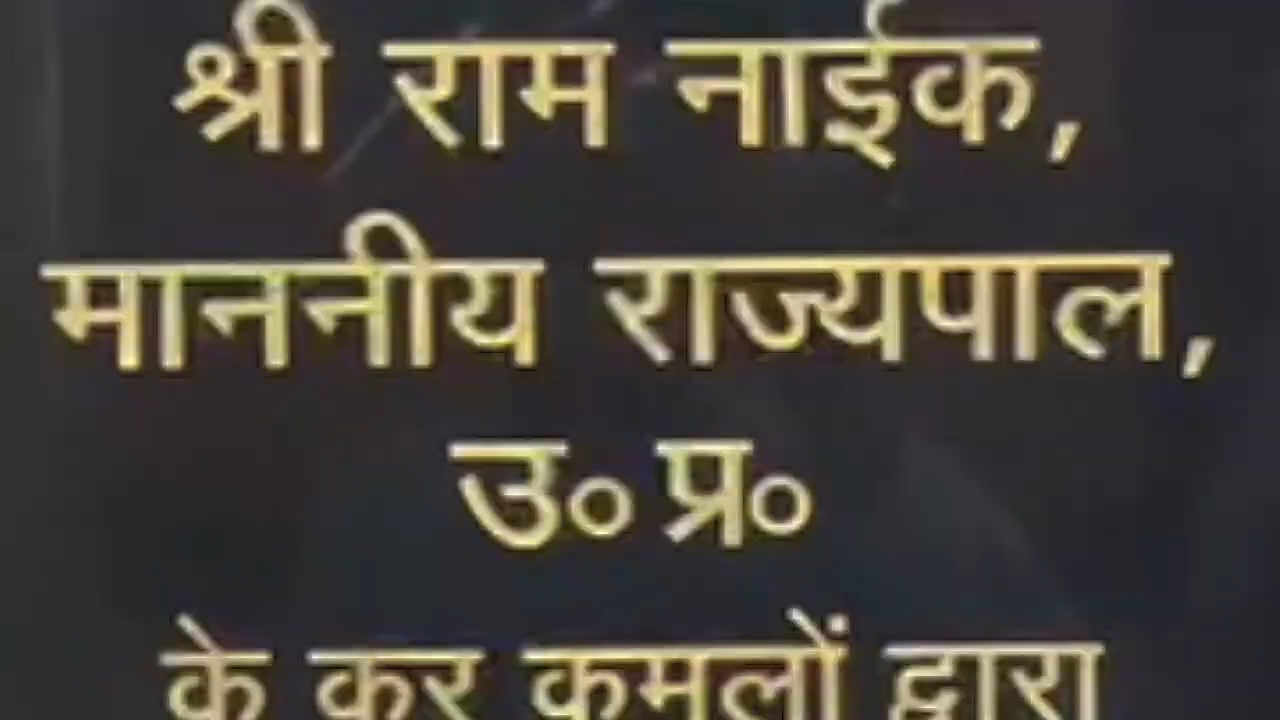 श्री राम नाईक,
माननीय राज्यपाल,
उ० प्र०
के कर कमलों द्वारा